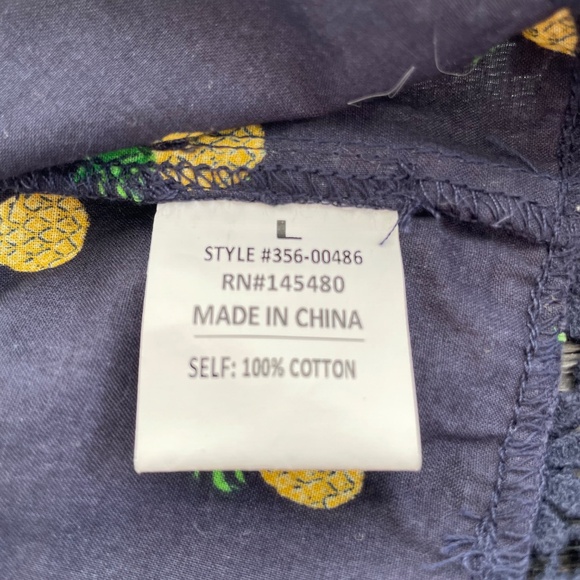 L
STYLE #356-00486
RN#145480
MADE IN CHINA
SELF: 100% COTTON